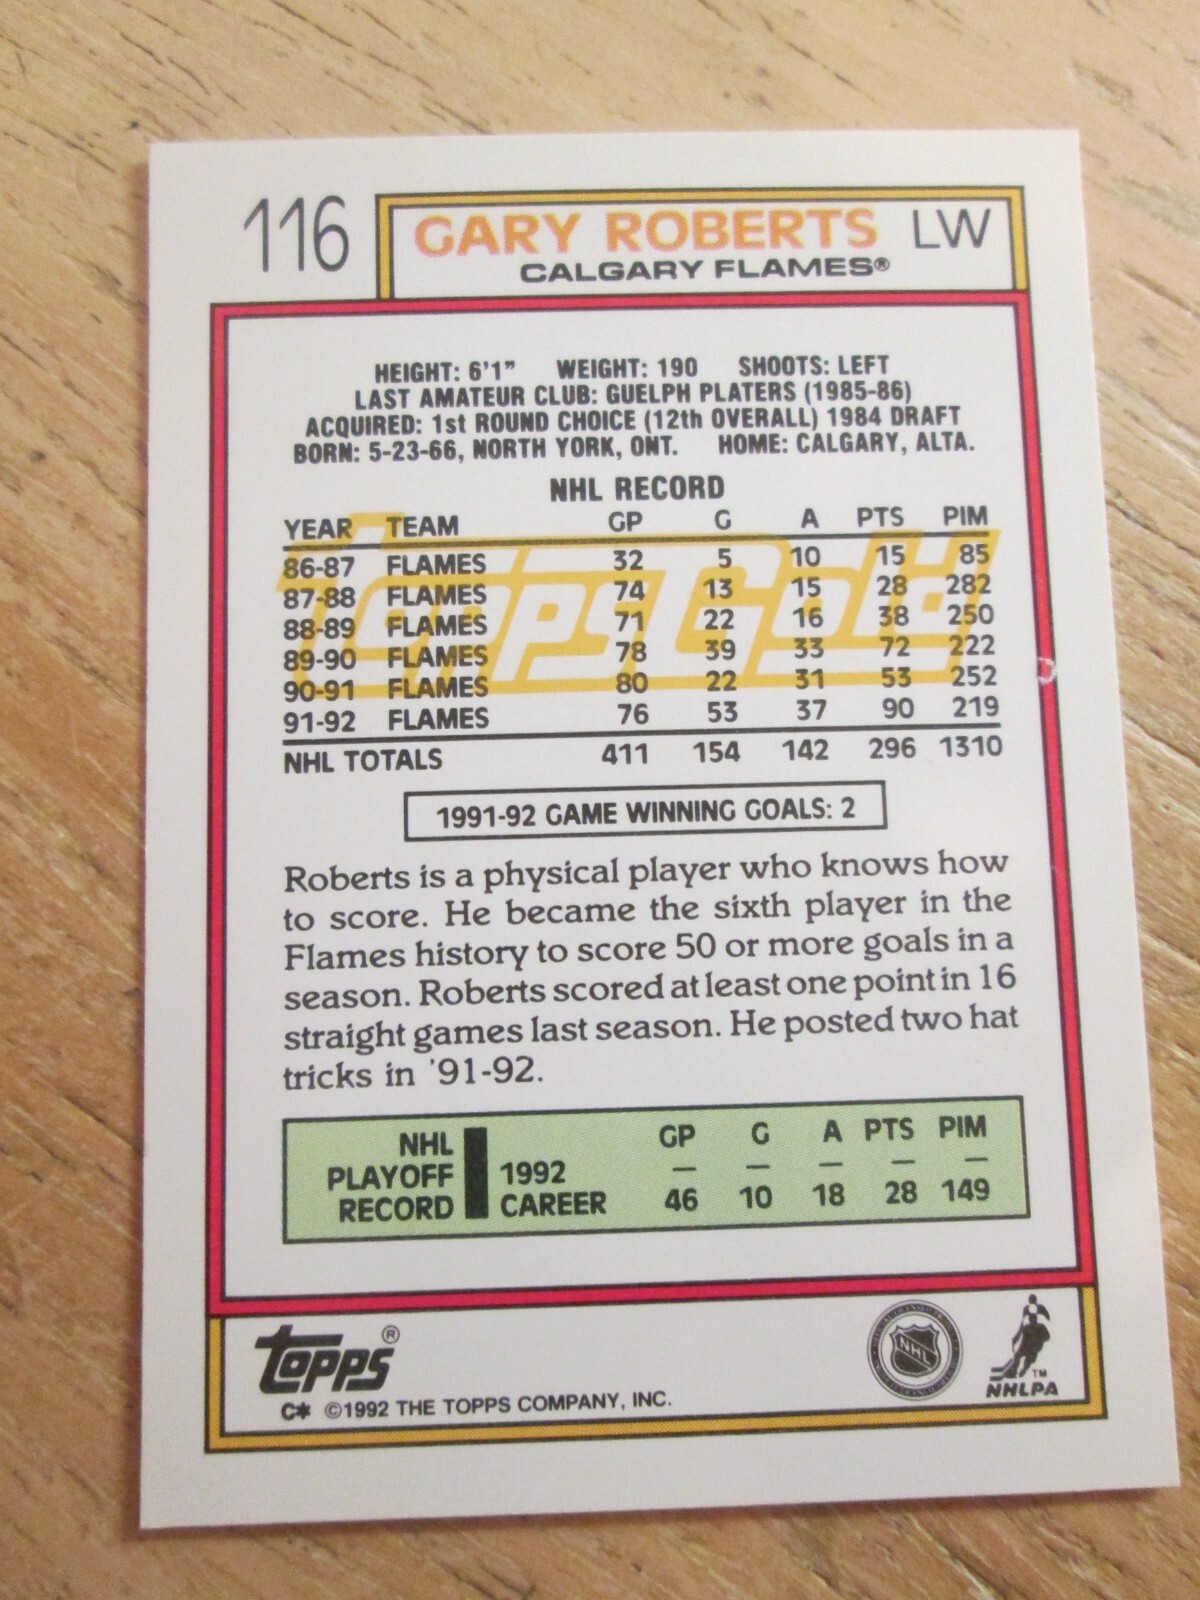 116 GARY ROBERTS LW
CALGARY FLAMES®
HEIGHT: 6'1" WEIGHT: 190 SHOOTS: LEFT
LAST AMATEUR CLUB: GUELPH PLATERS (1985-86)
ACQUIRED: 1st ROUND CHOICE (12th OVERALL) 1984 DRAFT
BORN: 5-23-66, NORTH YORK, ONT. HOME: CALGARY, ALTA.
NHL RECORD
YEAR TEAM GP G A PTS PIM
Topps Gold
86-87 FLAMES 32 5 10 15 85
87-88 FLAMES 74 13 15 28 282
88-89 FLAMES 71 22 16 38 250
89-90 FLAMES 78 39 33 72 222
90-91 FLAMES 80 22 31 53 252
91-92 FLAMES 76 53 37 90 219
NHL TOTALS 411 154 142 296 1310
1991-92 GAME WINNING GOALS: 2
Roberts is a physical player who knows how
to score. He became the sixth player in the
Flames history to score 50 or more goals in a
season. Roberts scored at least one point in 16
straight games last season. He posted two hat
tricks in '91-92.
NHL PLAYOFF RECORD
GP G A PTS PIM
1992 — — — — —
CAREER 46 10 18 28 149
Topps®
C* ©1992 THE TOPPS COMPANY, INC.
NHL
NHLPA™